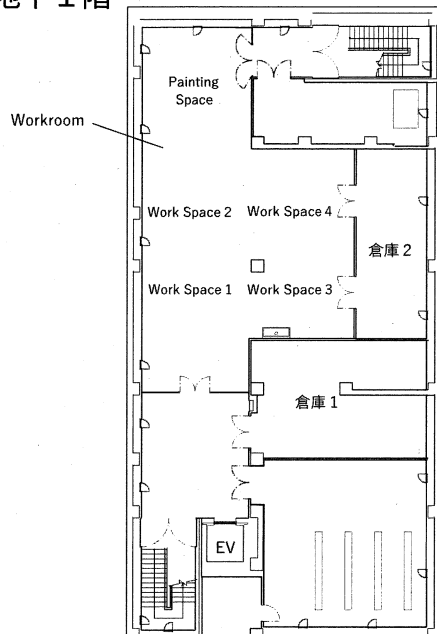 地下1階
Painting
Space
Workroom
Work Space 2
Work Space 4
倉庫 2
Work Space 1
Work Space 3
倉庫 1
EV